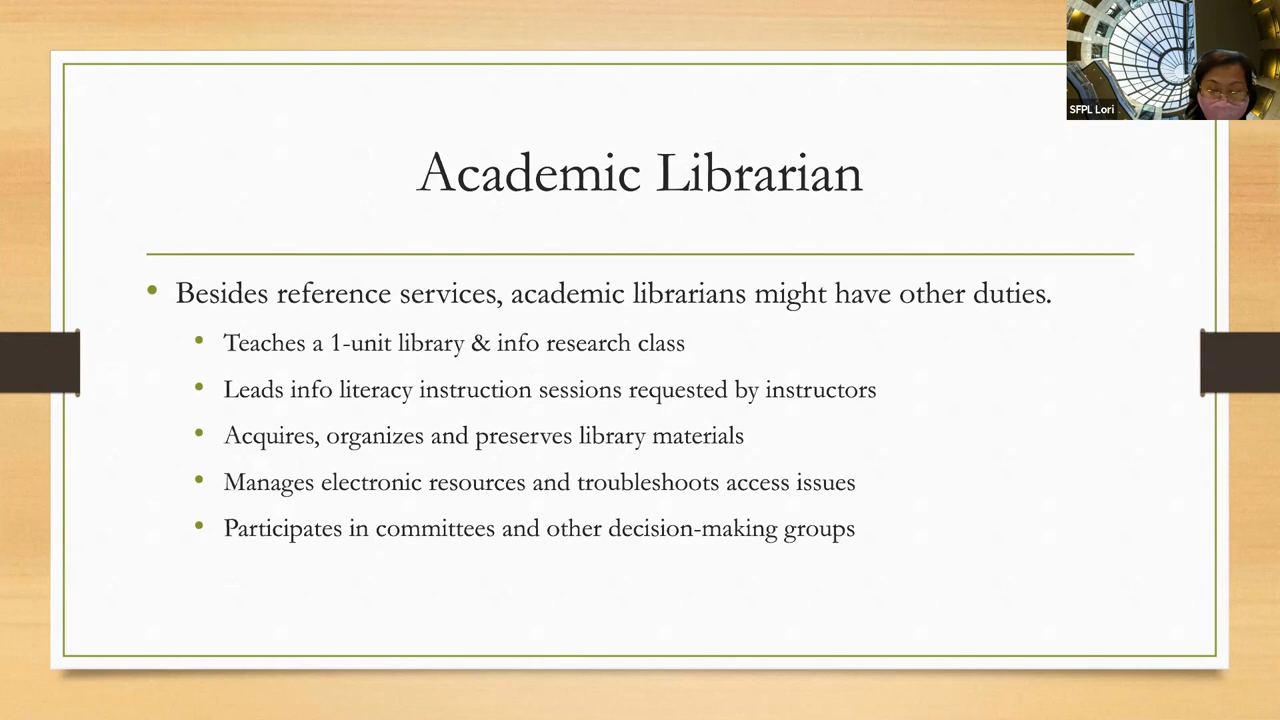 SFPL Lori
Academic Librarian
Besides reference services, academic librarians might have other duties.
Teaches a 1-unit library & info research class
Leads info literacy instruction sessions requested by instructors
Acquires, organizes and preserves library materials
Manages electronic resources and troubleshoots access issues
Participates in committees and other decision-making groups